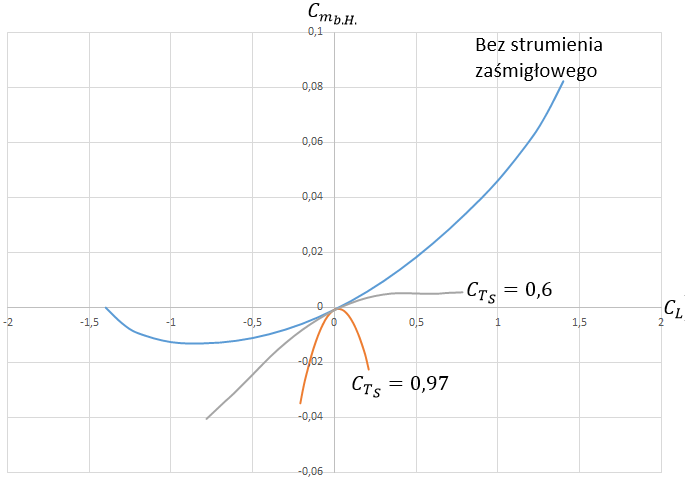 C_{m_{b.H.}}
0,1
Bez strumienia
zaśmigłowego
0,08
0,06
0,04
0,02
C_{T_S} = 0,6
0
C_L
-2 -1,5 -1 -0,5 0 0,5 1 1,5 2
-0,02
C_{T_S} = 0,97
-0,04
-0,06